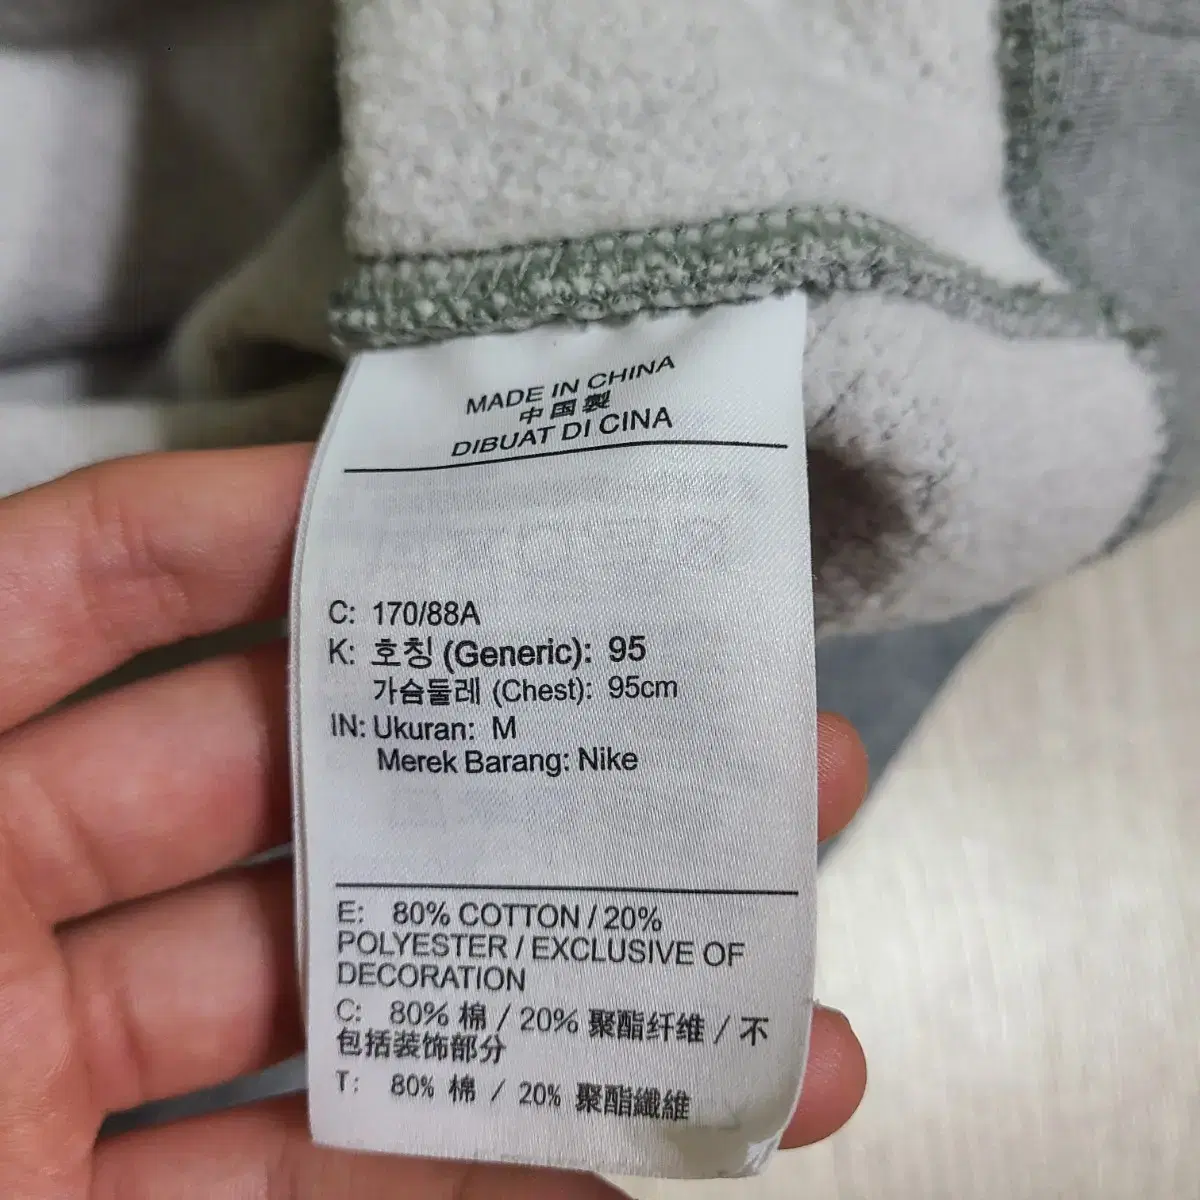 MADE IN CHINA
中国製
DIBUAT DI CINA
C: 170/88A
K: 호칭 (Generic): 95
가슴둘레 (Chest): 95cm
IN: Ukuran: M
Merek Barang: Nike
E: 80% COTTON / 20%
POLYESTER / EXCLUSIVE OF
DECORATION
C: 80% 棉 / 20% 聚酯纤维 / 不
包括装饰部分
T: 80% 棉 / 20% 聚酯纖維